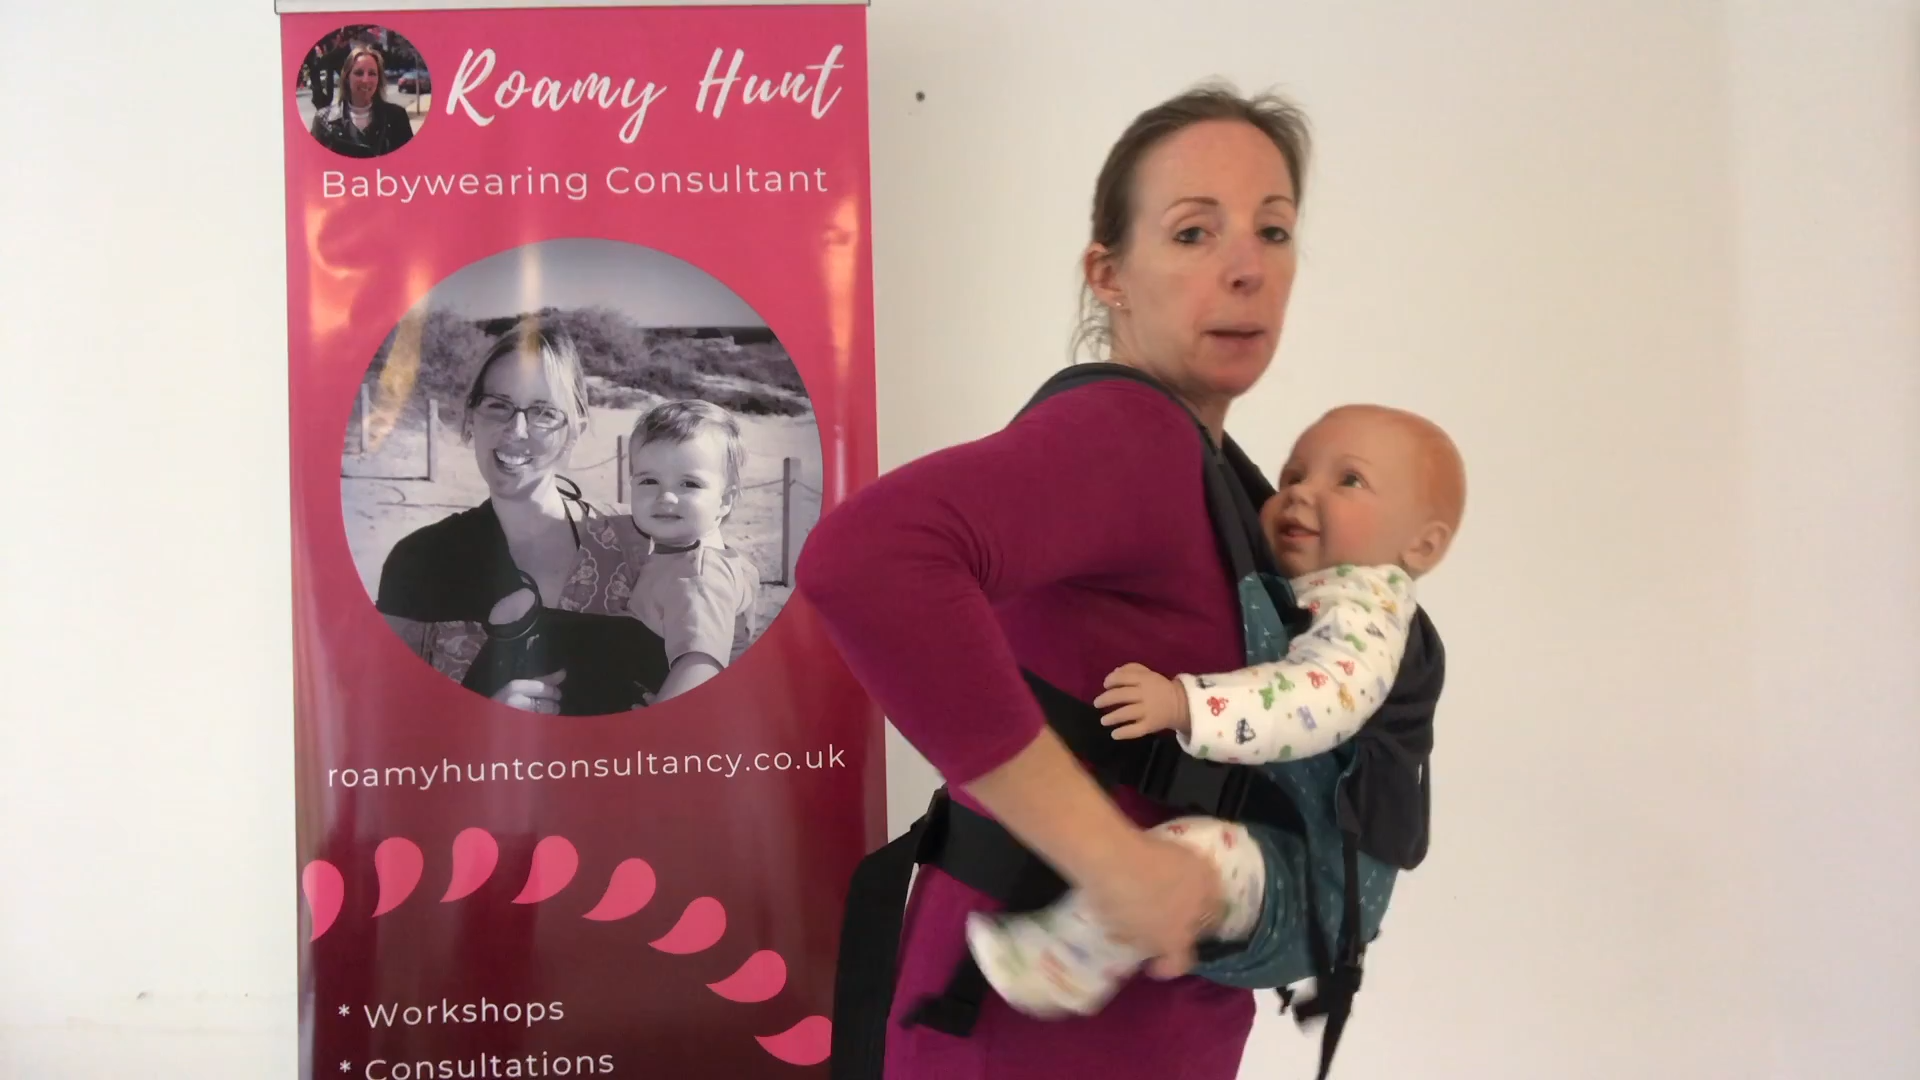 Roamy Hunt
Babywearing Consultant
roamyhuntconsultancy.co.uk
* Workshops
* Consultations